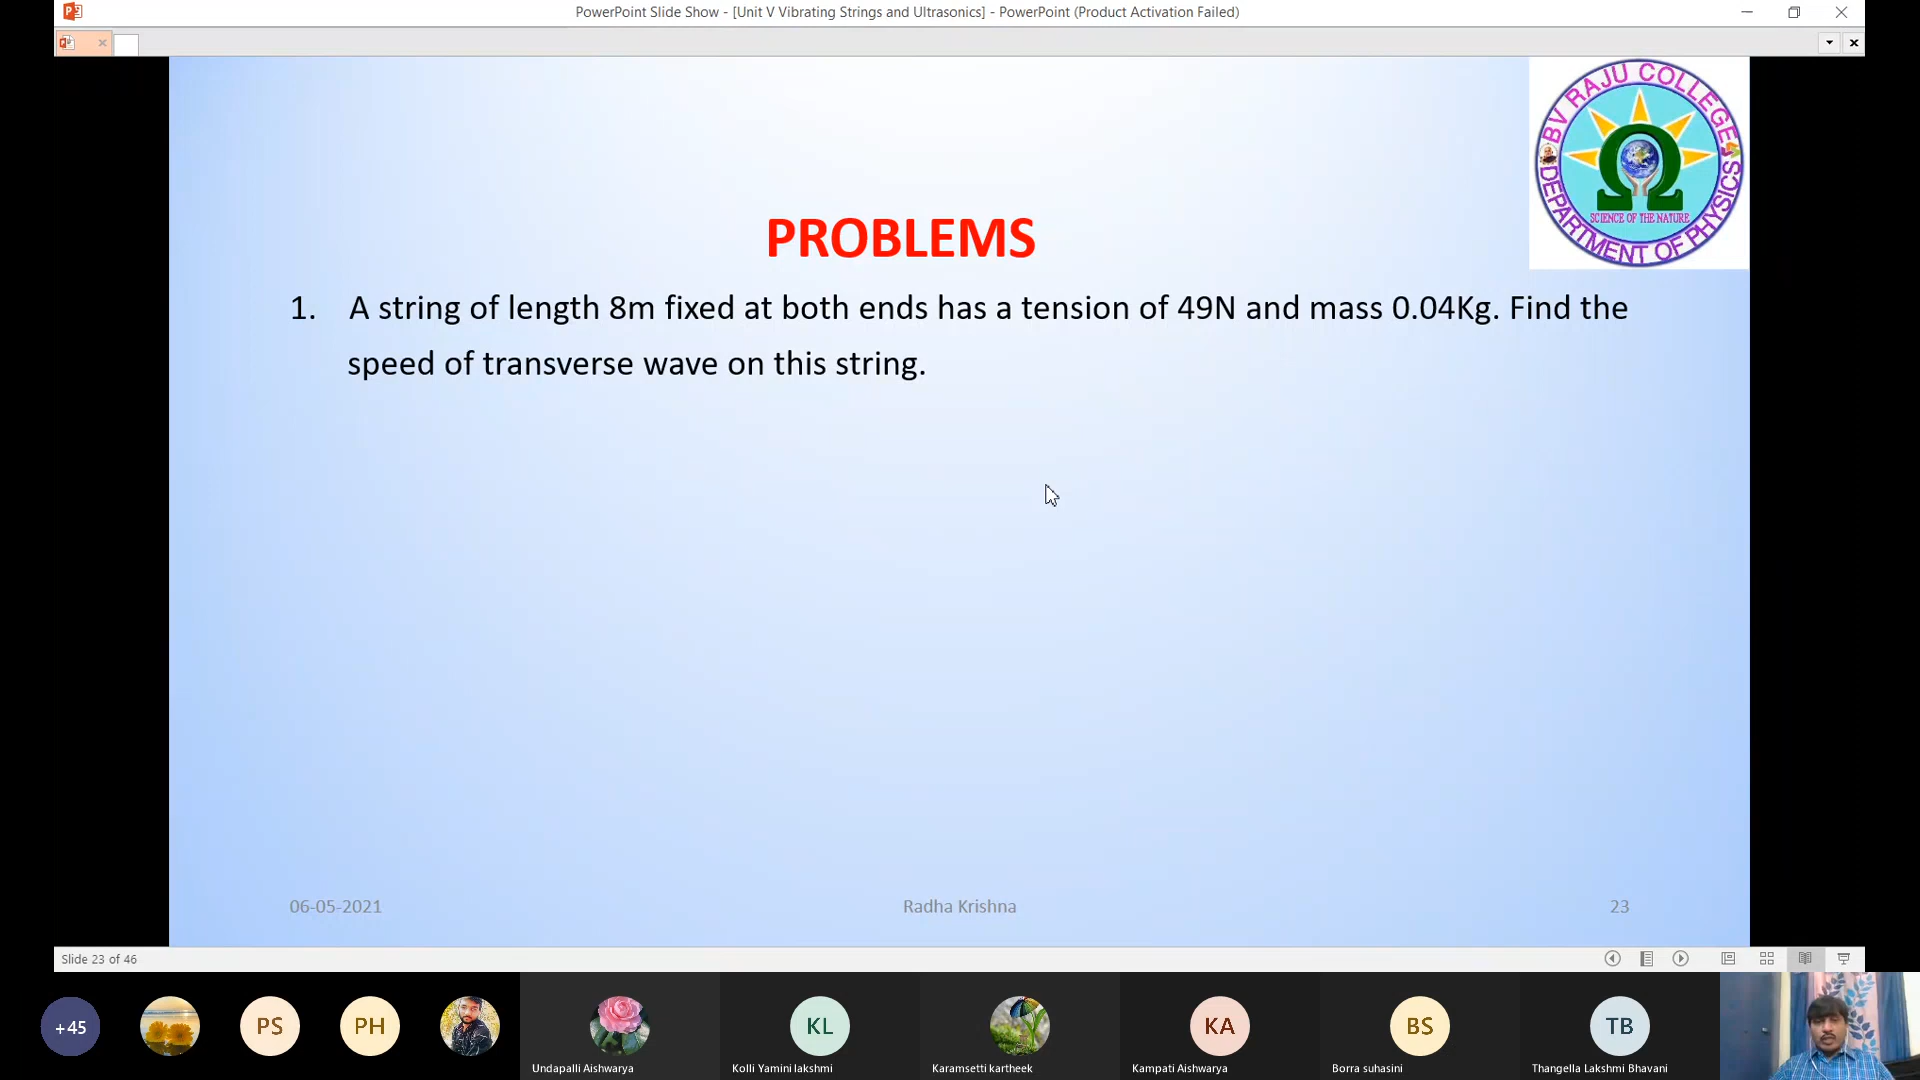 PowerPoint Slide Show - [Unit V Vibrating Strings and Ultrasonics] - PowerPoint (Product Activation Failed)
BV RAJU COLLEGE
SCIENCE OF THE NATURE
DEPARTMENT OF PHYSICS
PROBLEMS
1. A string of length 8m fixed at both ends has a tension of 49N and mass 0.04Kg. Find the
speed of transverse wave on this string.
06-05-2021 Radha Krishna 23
Slide 23 of 46
+45 PS PH KL KA BS TB
Undapalli Aishwarya Kolli Yamini lakshmi Karamsetti kartheek Kampati Aishwarya Borra suhasini Thangella Lakshmi Bhavani